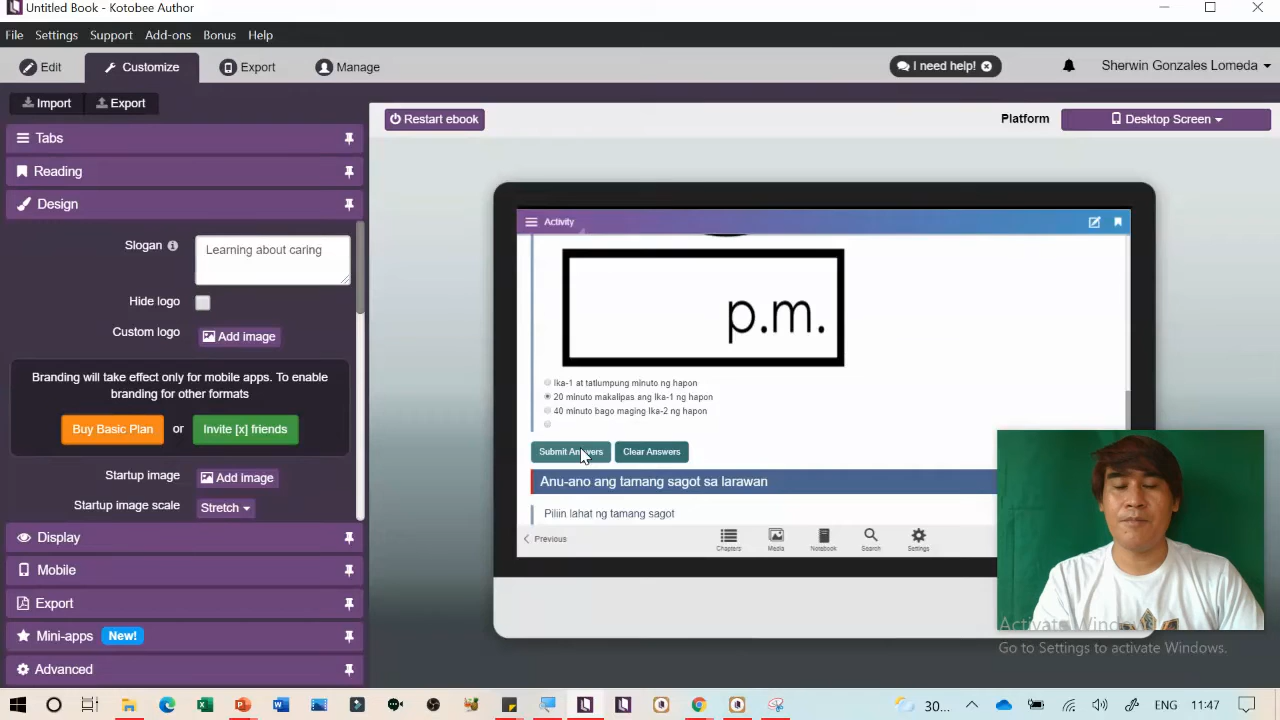 Untitled Book - Kotobee Author
File Settings Support Add-ons Bonus Help
Edit Customize Export Manage
I need help!
Sherwin Gonzales Lomeda
Import Export
Restart ebook
Platform
Desktop Screen
Tabs
Reading
Design
Slogan
Learning about caring
Hide logo
Custom logo
Add image
Branding will take effect only for mobile apps. To enable
branding for other formats
Buy Basic Plan or Invite [x] friends
Startup image
Add image
Startup image scale
Stretch
Display
Mobile
Export
Mini-apps New!
Advanced
Activity
p.m.
Ika-1 at tatlumpung minuto ng hapon
20 minuto makalipas ang Ika-1 ng hapon
40 minuto bago maging Ika-2 ng hapon
Submit Answers Clear Answers
Anu-ano ang tamang sagot sa larawan
Piliin lahat ng tamang sagot
Previous
Chapters Media Notebook Search Settings
Activate Windows
Go to Settings to activate Windows.
30... ENG 11:47